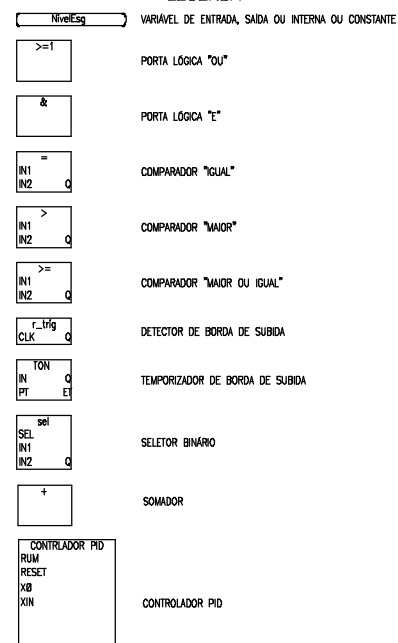 NívelEsq VARIÁVEL DE ENTRADA, SAÍDA OU INTERNA OU CONSTANTE
>=1
PORTA LÓGICA "OU"
&
PORTA LÓGICA "E"
=
IN1
COMPARADOR "IGUAL"
IN2 Q
>
IN1
COMPARADOR "MAIOR"
IN2 Q
>=
IN1
COMPARADOR "MAIOR OU IGUAL"
IN2 Q
r_trig
CLK Q
DETECTOR DE BORDA DE SUBIDA
TON
IN Q
TEMPORIZADOR DE BORDA DE SUBIDA
PT ET
sel
SEL
SELETOR BINÁRIO
IN1
IN2 Q
+
SOMADOR
CONTRLADOR PID
RUM
RESET
X0
XIN
CONTROLADOR PID